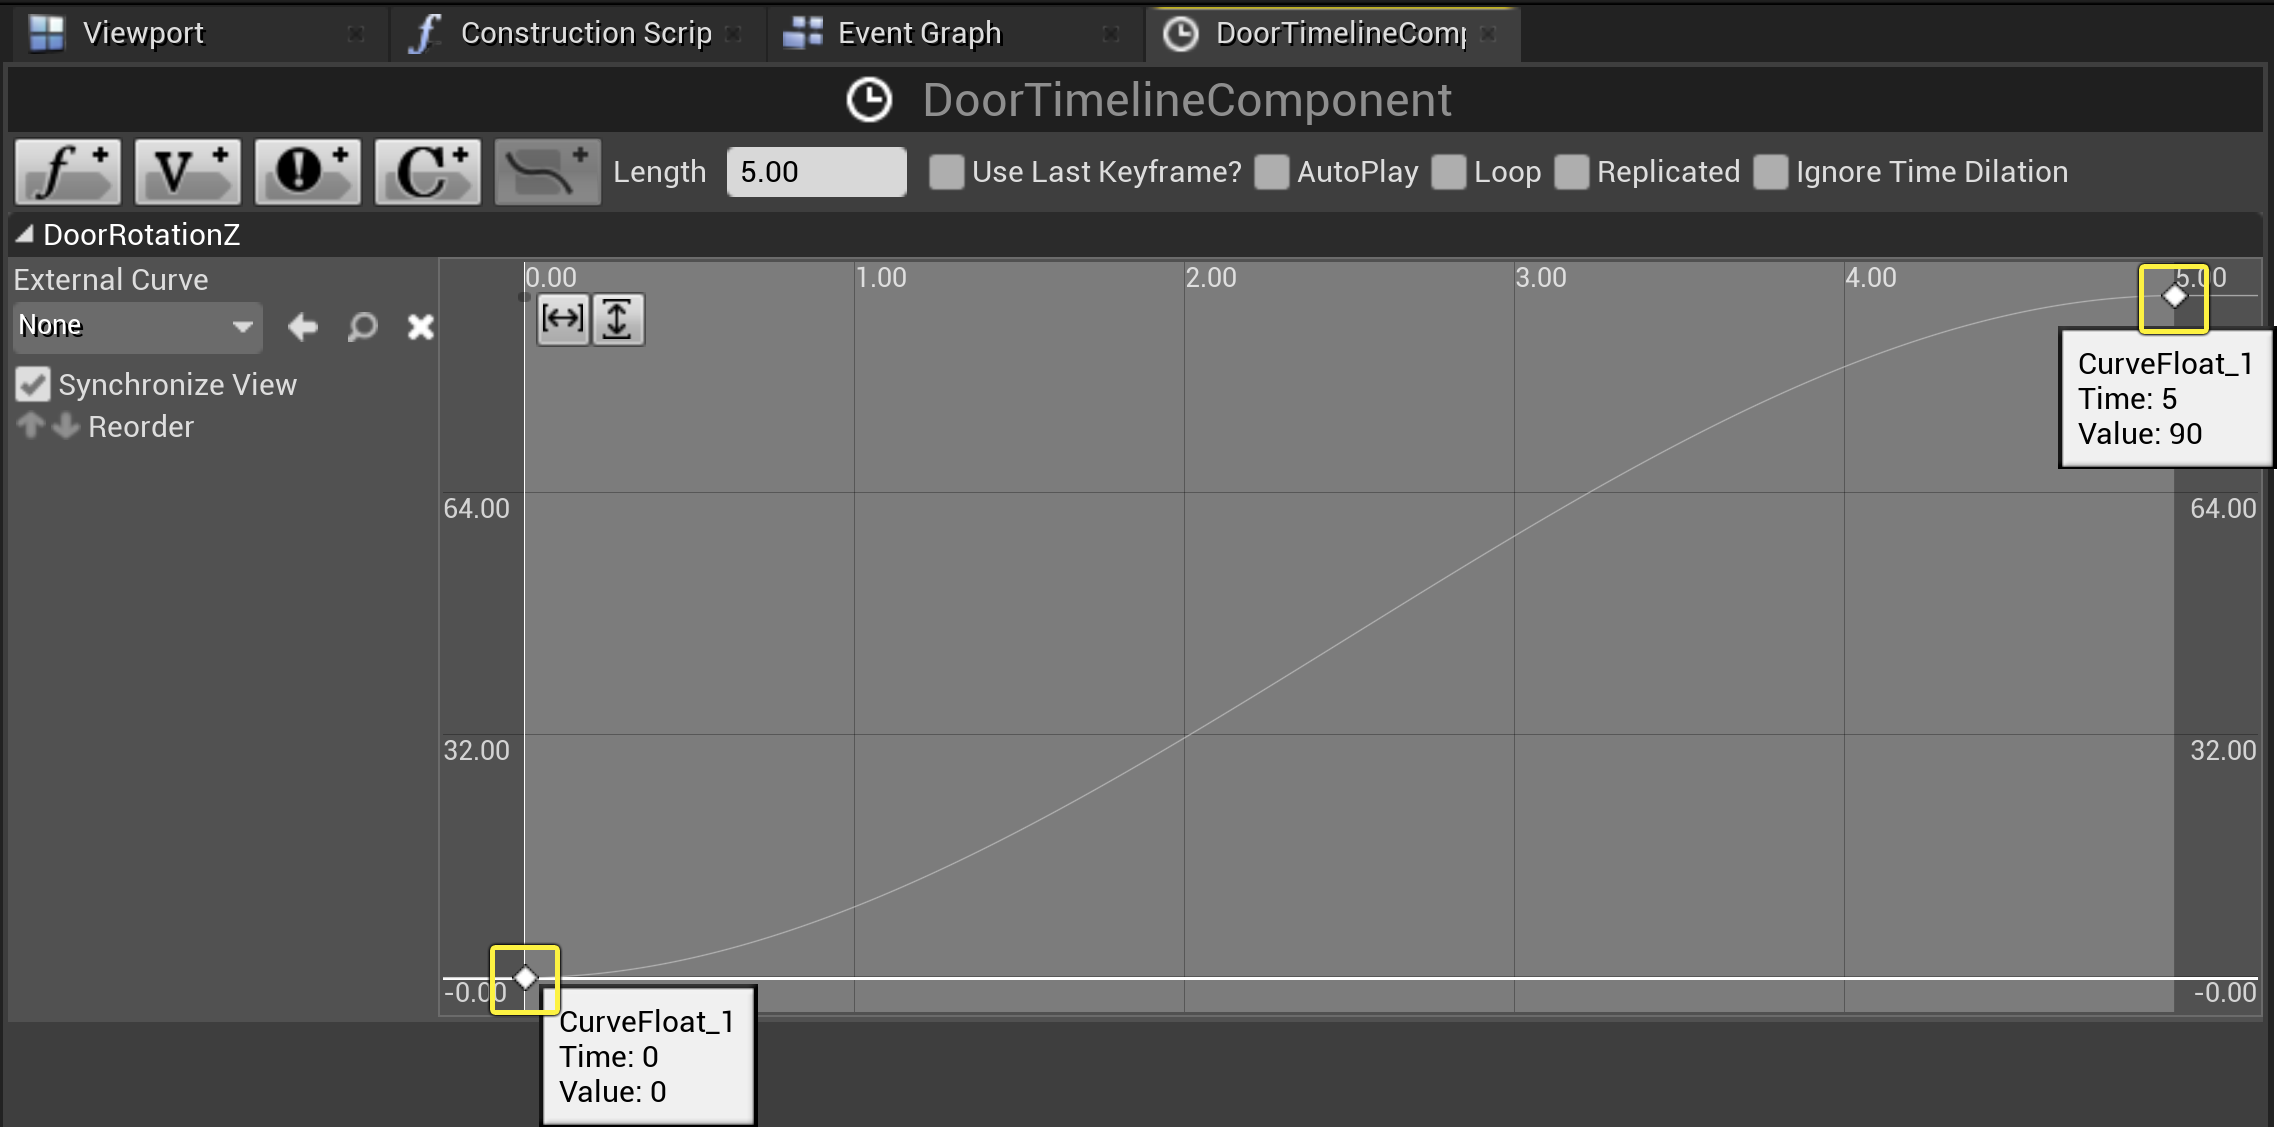 Viewport
Construction Scrip
Event Graph
DoorTimelineComp
DoorTimelineComponent
Length 5.00 Use Last Keyframe? AutoPlay Loop Replicated Ignore Time Dilation
DoorRotationZ
External Curve
None
Synchronize View
Reorder
0.00 1.00 2.00 3.00 4.00 5.00
CurveFloat_1
Time: 5
Value: 90
64.00 64.00
32.00 32.00
-0.00 -0.00
CurveFloat_1
Time: 0
Value: 0